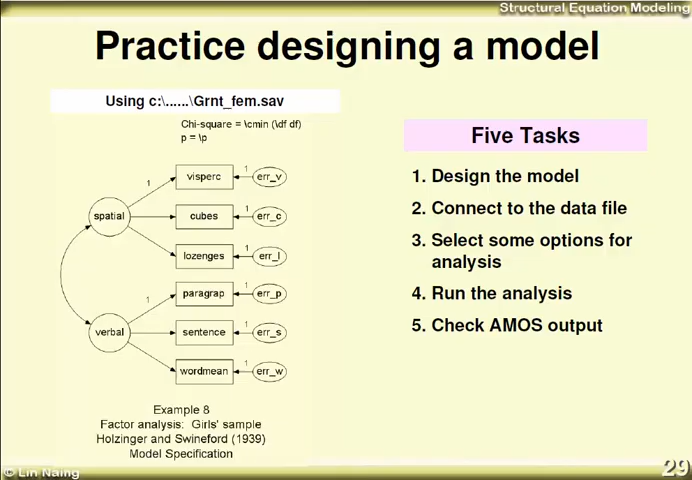 Structural Equation Modeling
Practice designing a model
Using c:\......\Grnt_fem.sav
Chi-square = \cmin (\df df)
p = \p
1
visperc
1
err_v
spatial
cubes
1
err_c
lozenges
1
err_l
1
paragrap
1
err_p
verbal
sentence
1
err_s
wordmean
1
err_w
Example 8
Factor analysis: Girls' sample
Holzinger and Swineford (1939)
Model Specification
Five Tasks
1. Design the model
2. Connect to the data file
3. Select some options for
analysis
4. Run the analysis
5. Check AMOS output
© Lin Naing
29